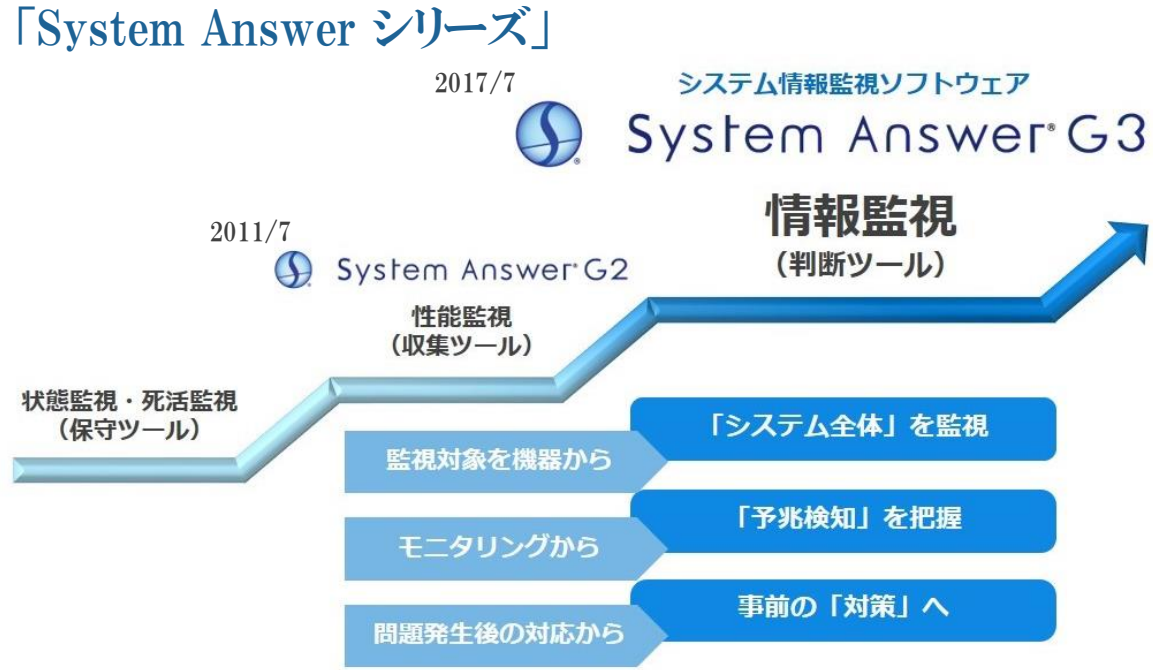 「System Answer シリーズ」
2017/7
システム情報監視ソフトウェア
System Answer® G3
情報監視
（判断ツール）
2011/7
System Answer G2
性能監視
（収集ツール）
状態監視・死活監視
（保守ツール）
監視対象を機器から
「システム全体」を監視
モニタリングから
「予兆検知」を把握
問題発生後の対応から
事前の「対策」へ